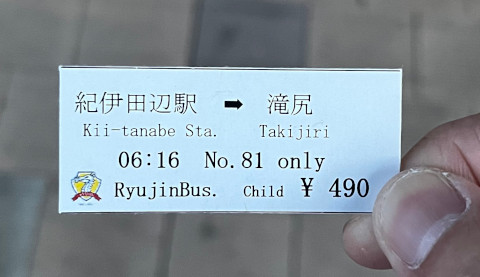 紀伊田辺駅 ➡ 滝尻
Kii-tanabe Sta. Takijiri
06:16 No.81 only
RyujinBus. Child ¥ 490